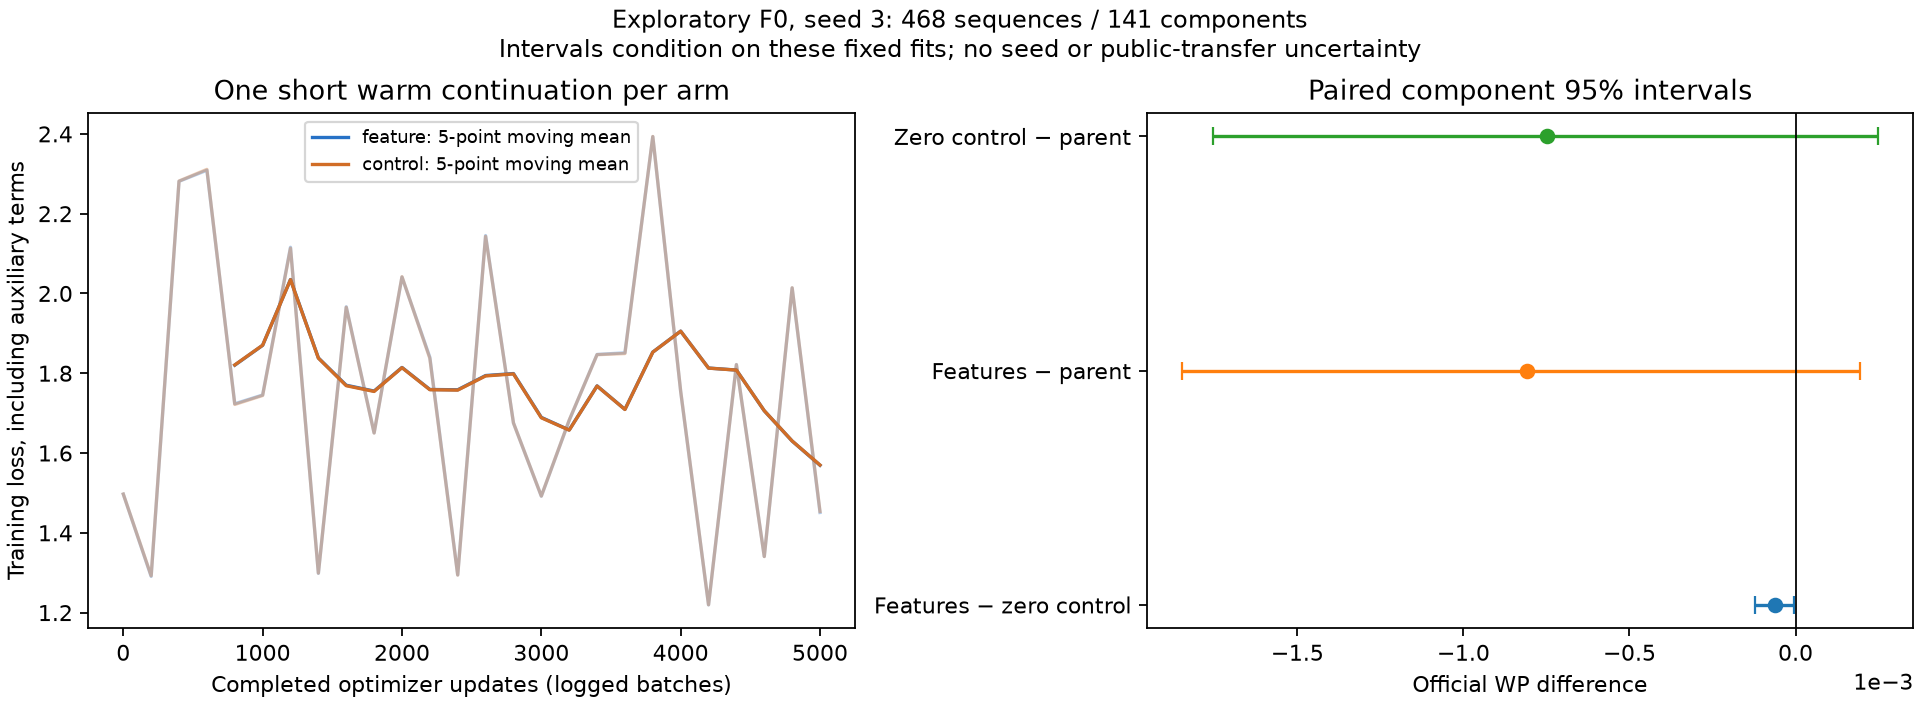 Exploratory F0, seed 3: 468 sequences / 141 components
Intervals condition on these fixed fits; no seed or public-transfer uncertainty
One short warm continuation per arm
feature: 5-point moving mean
control: 5-point moving mean
Training loss, including auxiliary terms
2.4
2.2
2.0
1.8
1.6
1.4
1.2
0 1000 2000 3000 4000 5000
Completed optimizer updates (logged batches)
Paired component 95% intervals
Zero control − parent
Features − parent
Features − zero control
−1.5 −1.0 −0.5 0.0
1e−3
Official WP difference